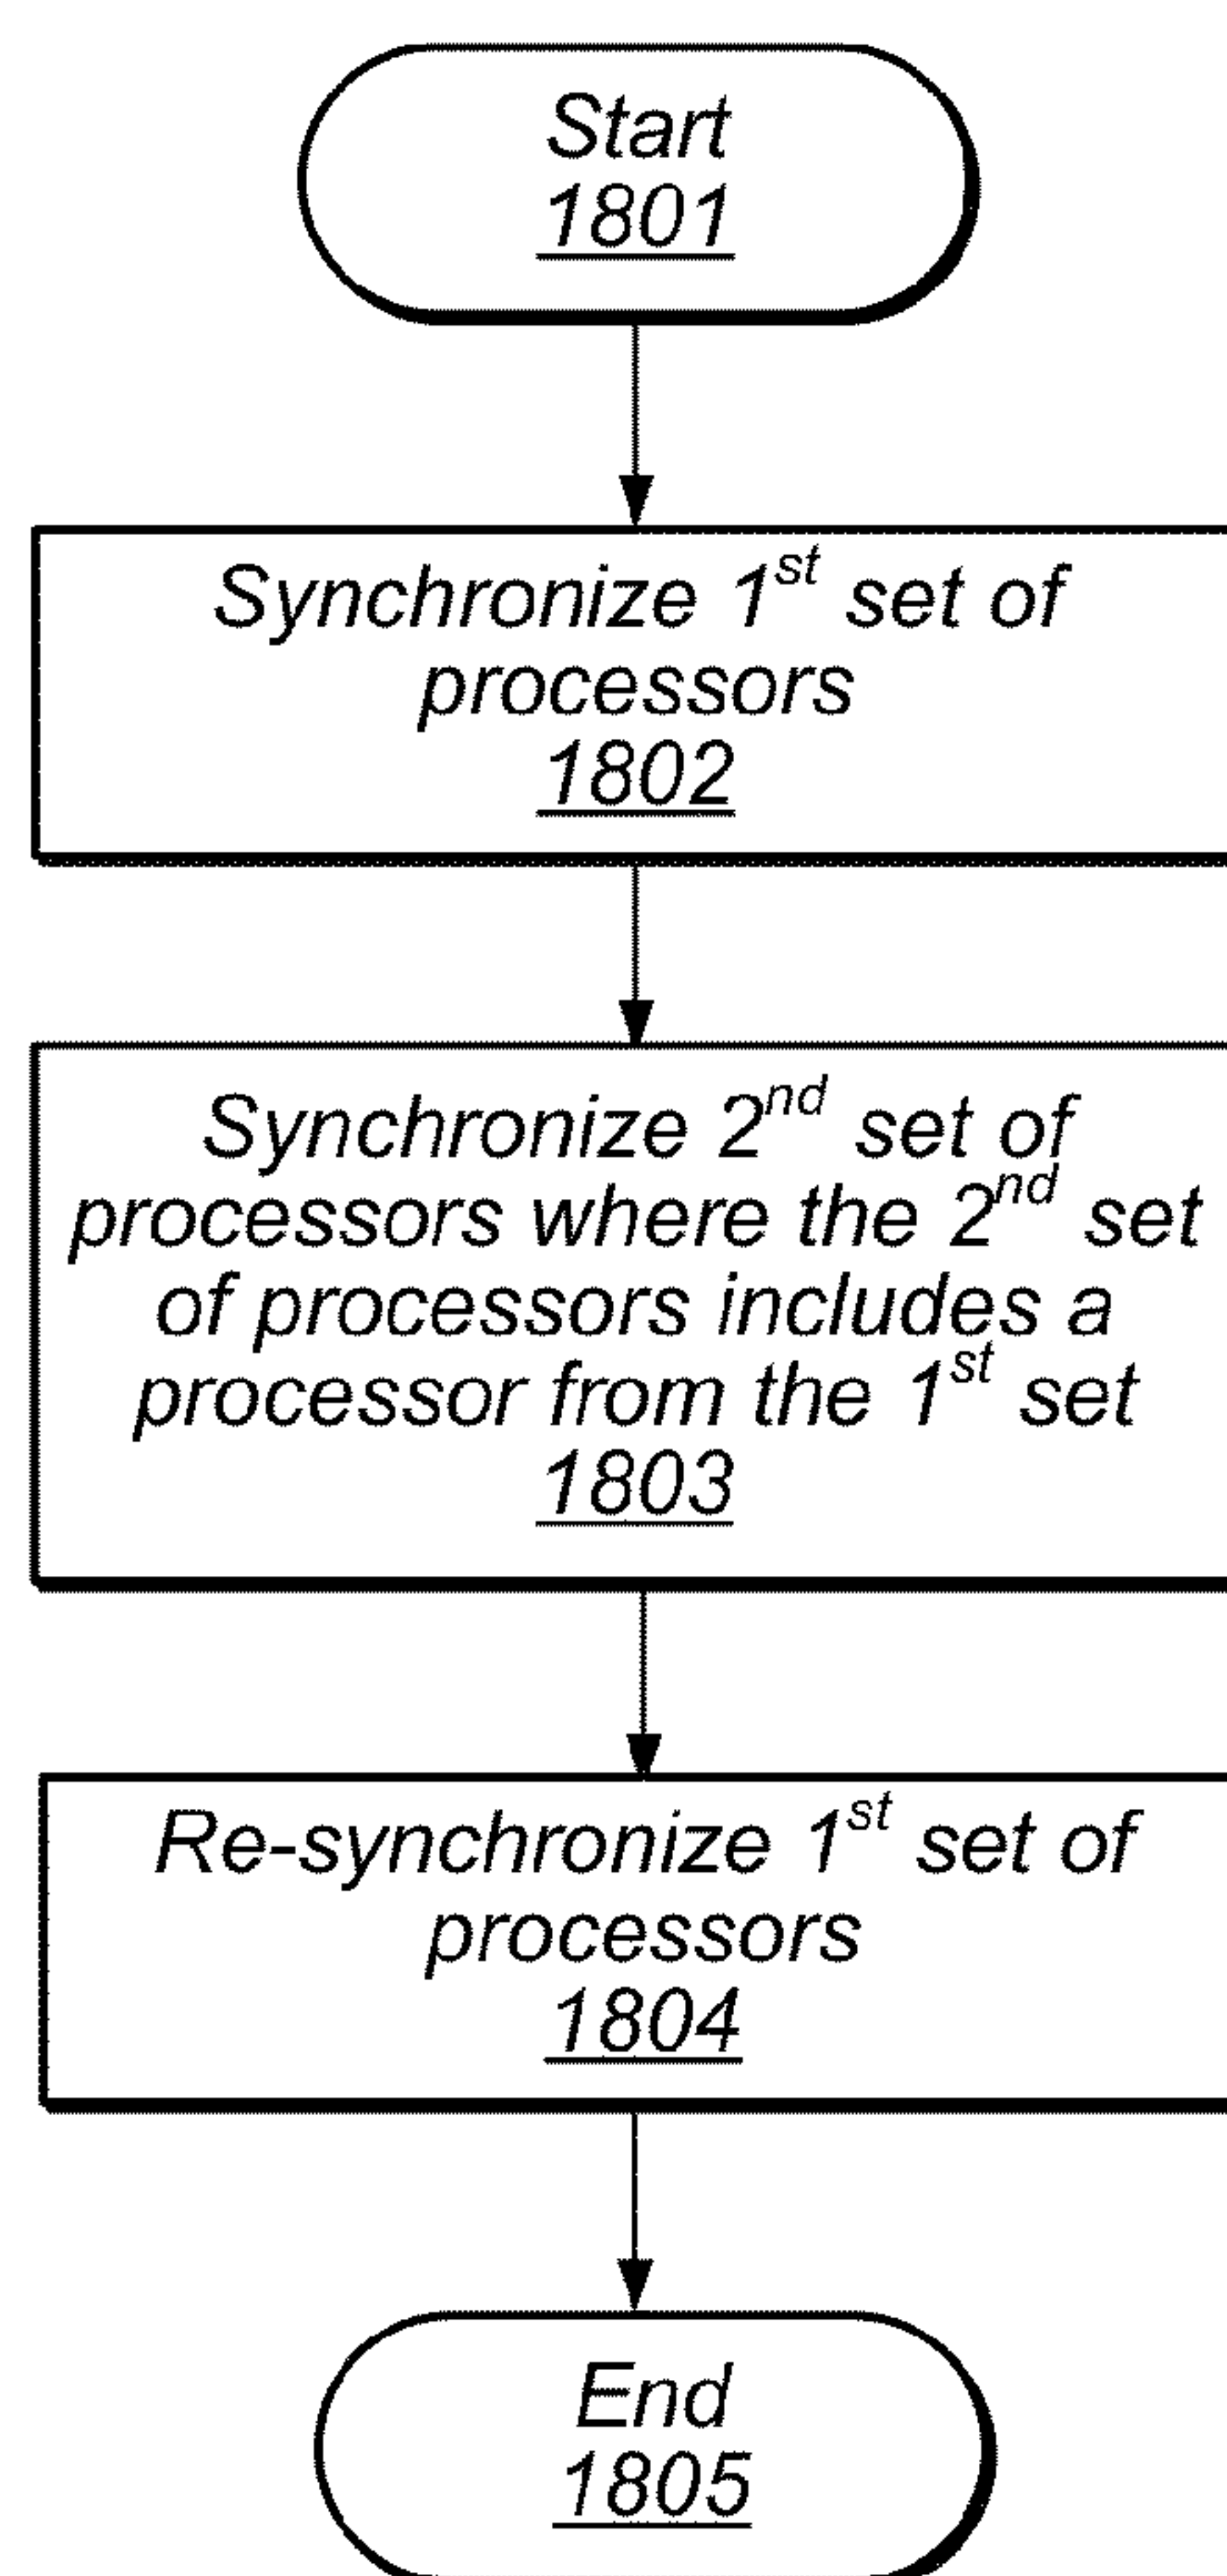 Start
1801
Synchronize 1st set of
processors
1802
Synchronize 2nd set of
processors where the 2nd set
of processors includes a
processor from the 1st set
1803
Re-synchronize 1st set of
processors
1804
End
1805